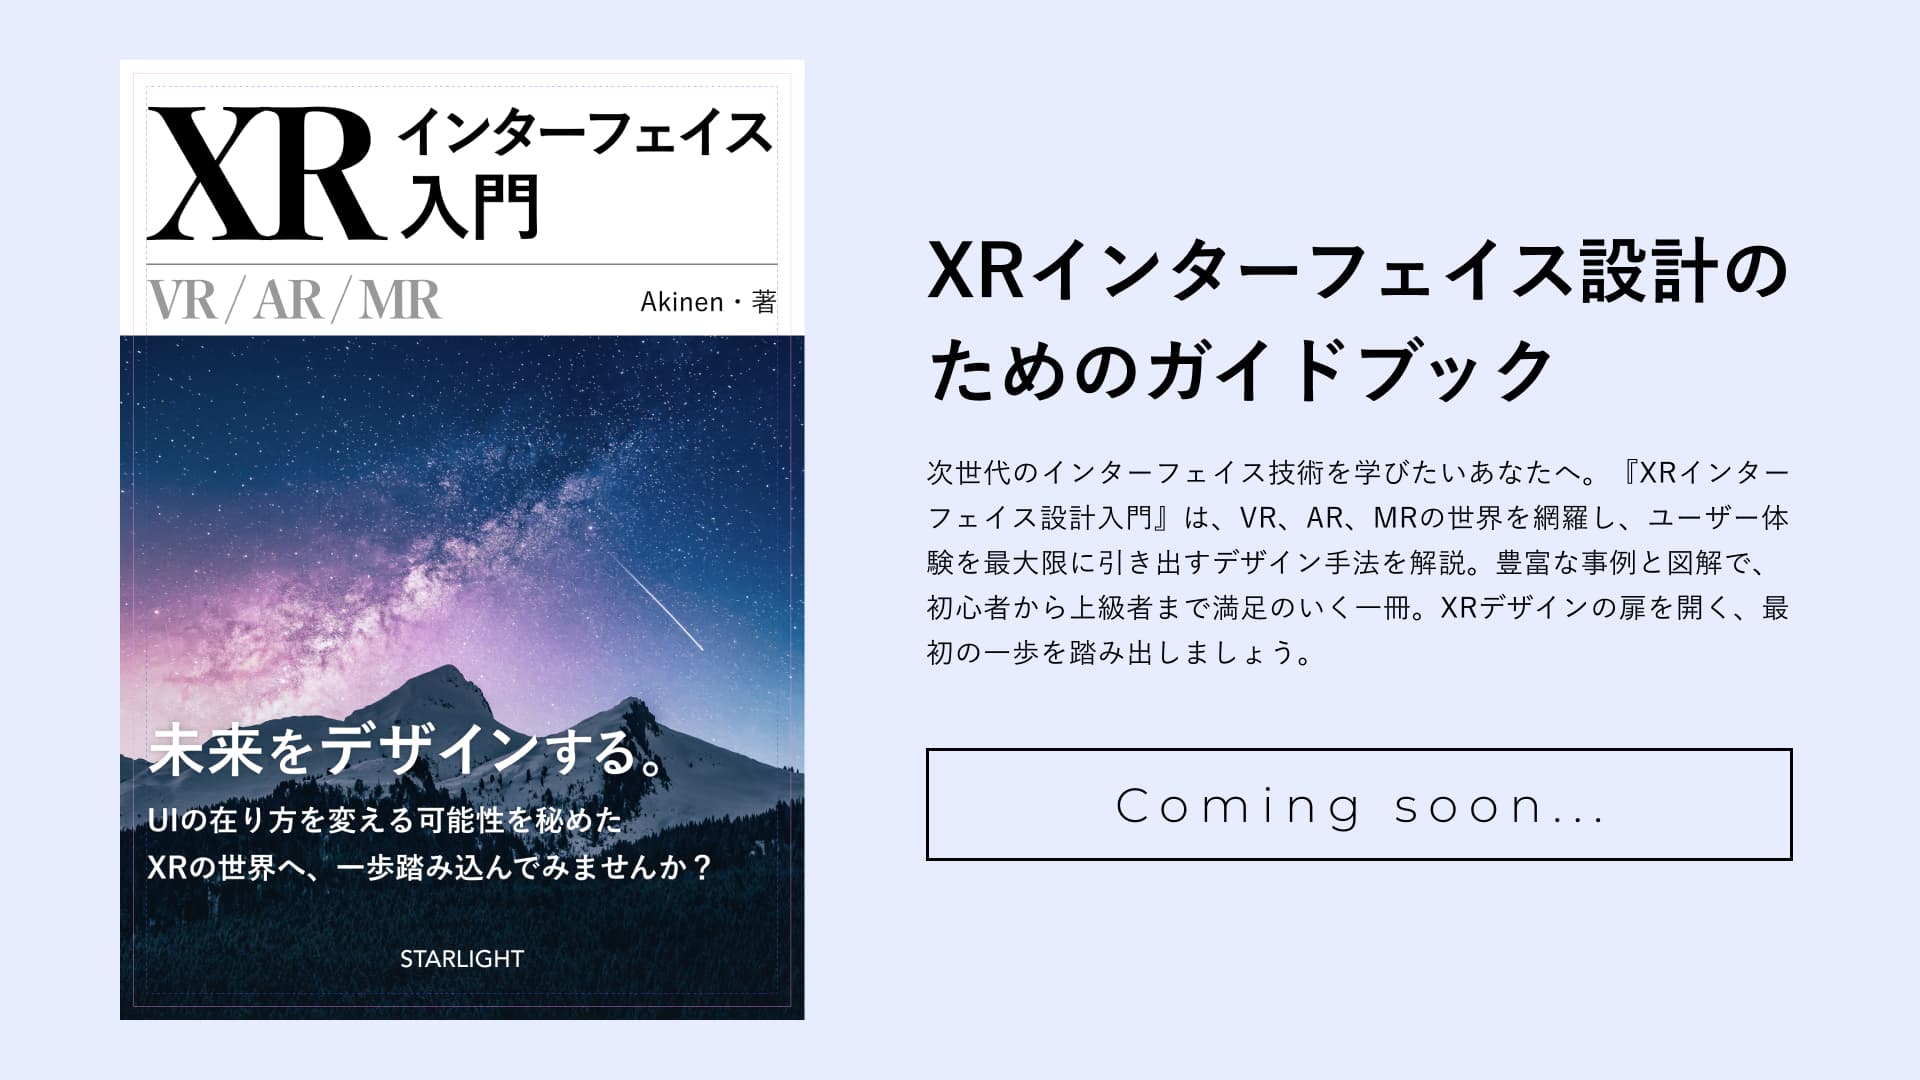 XR インターフェイス
入門
VR / AR / MR
Akinen・著
未来をデザインする。
UIの在り方を変える可能性を秘めた
XRの世界へ、一歩踏み込んでみませんか？
STARLIGHT
XRインターフェイス設計の
ためのガイドブック
次世代のインターフェイス技術を学びたいあなたへ。『XRインター
フェイス設計入門』は、VR、AR、MRの世界を網羅し、ユーザー体
験を最大限に引き出すデザイン手法を解説。豊富な事例と図解で、
初心者から上級者まで満足のいく一冊。XRデザインの扉を開く、最
初の一歩を踏み出しましょう。
Coming soon...